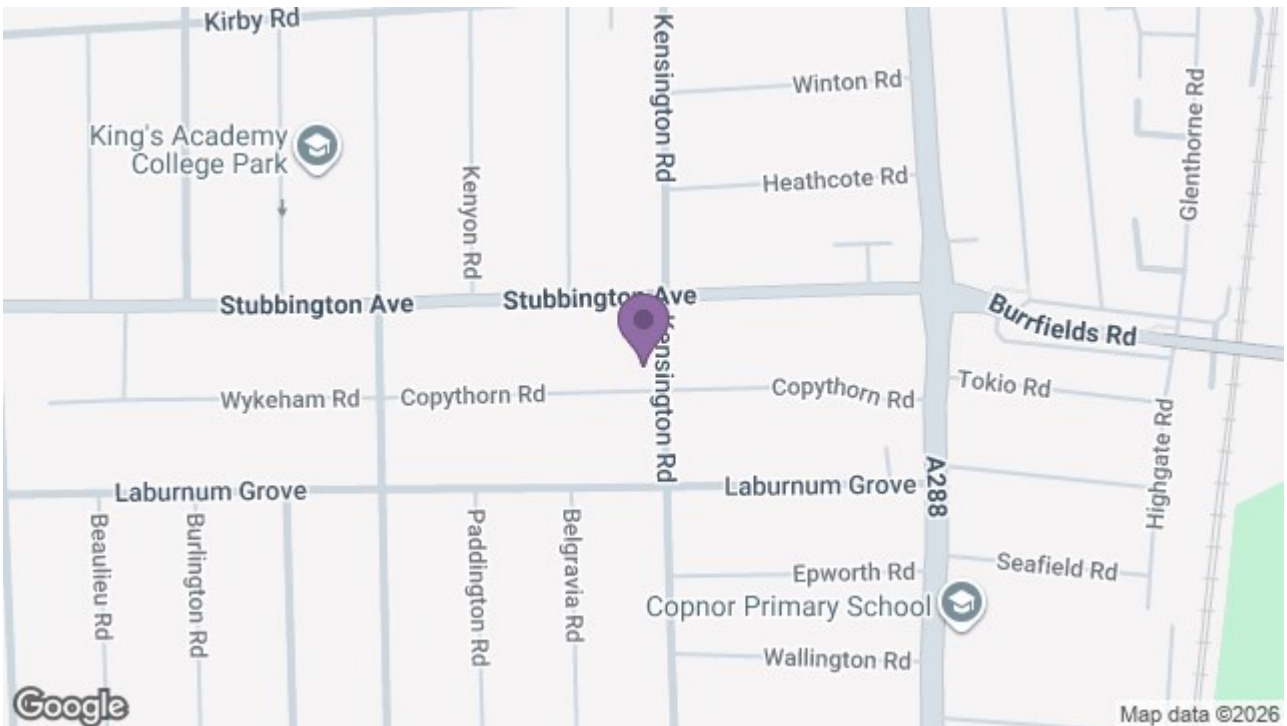 Kirby Rd
Kensington Rd
Winton Rd
King's Academy
College Park
Glenthorne Rd
Kenyon Rd
Heathcote Rd
Stubbington Ave
Stubbington Ave
Burrfields Rd
Kensington Rd
Wykeham Rd
Copythorn Rd
Copythorn Rd
Tokio Rd
Highgate Rd
Laburnum Grove
Laburnum Grove
A288
Beaulieu Rd
Burlington Rd
Paddington Rd
Belgravia Rd
Seafield Rd
Epworth Rd
Copnor Primary School
Wallington Rd
Google
Map data ©2026